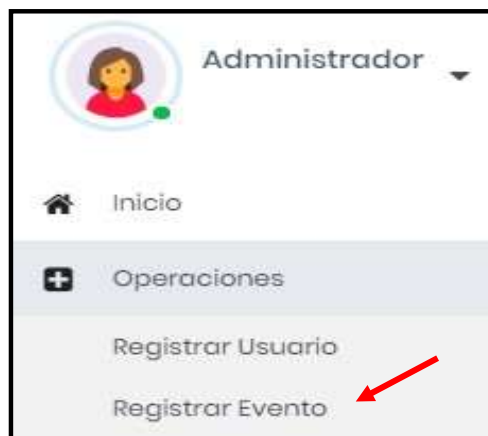 Administrador
Inicio
Operaciones
Registrar Usuario
Registrar Evento